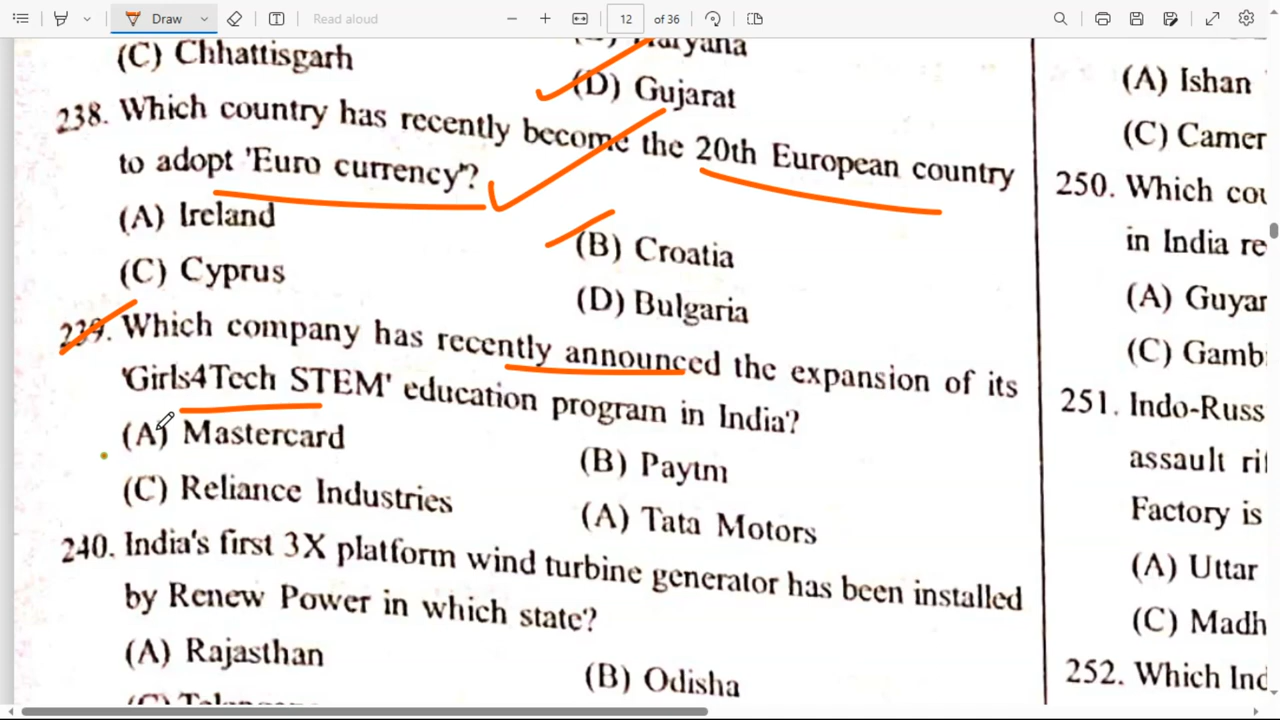 Draw
Read aloud
12
of 36
(C) Chhattisgarh
Haryana
(D) Gujarat
238. Which country has recently become the 20th European country
to adopt 'Euro currency'?
(A) Ireland
(B) Croatia
(C) Cyprus
(D) Bulgaria
239. Which company has recently announced the expansion of its
'Girls4Tech STEM' education program in India?
(A) Mastercard
(B) Paytm
(C) Reliance Industries
(A) Tata Motors
240. India's first 3X platform wind turbine generator has been installed
by Renew Power in which state?
(A) Rajasthan
(B) Odisha
(A) Ishan
(C) Camer
250. Which cou
in India re
(A) Guyan
(C) Gamb
251. Indo-Russ
assault ri
Factory is
(A) Uttar
(C) Madh
252. Which Ind